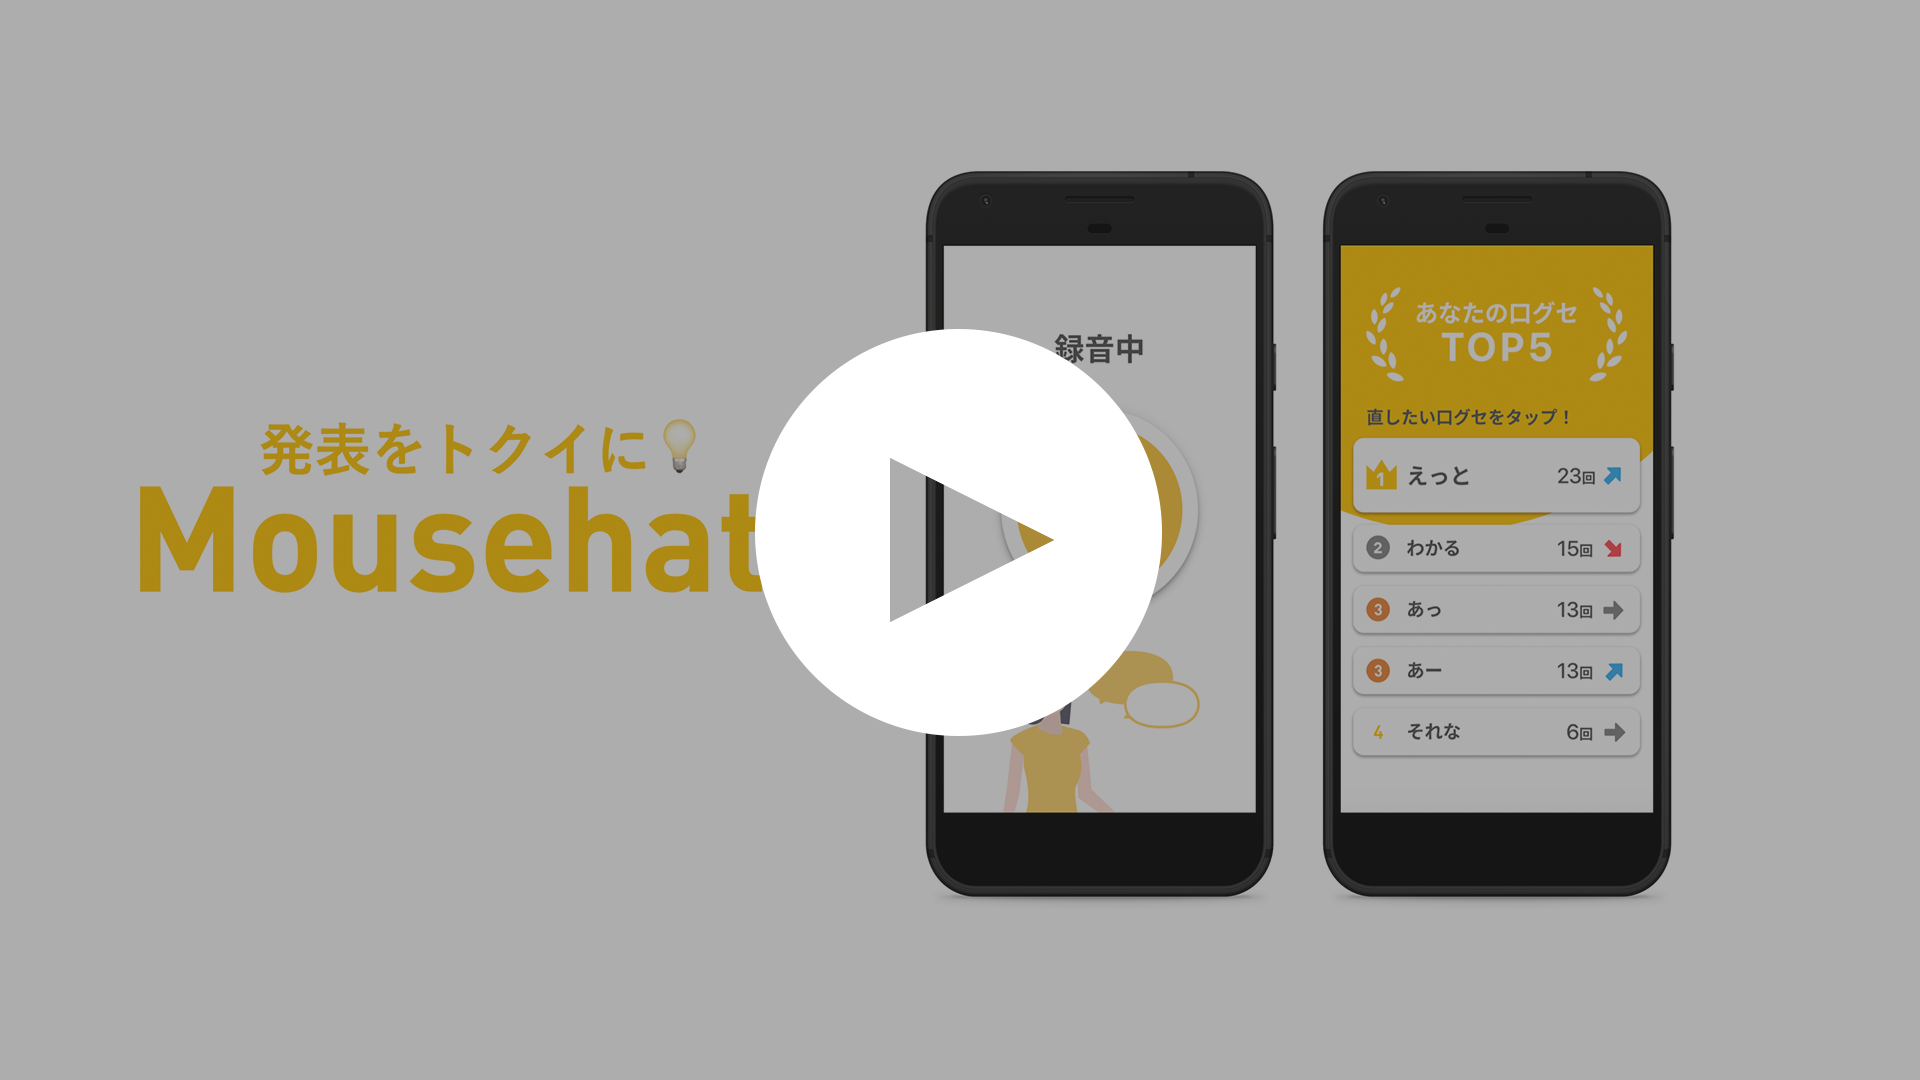 発表をトクイに
Mousehat
録音中
あなたの口グセ
TOP5
直したい口グセをタップ！
1 えっと 23回
2 わかる 15回
3 あっ 13回
3 あー 13回
4 それな 6回